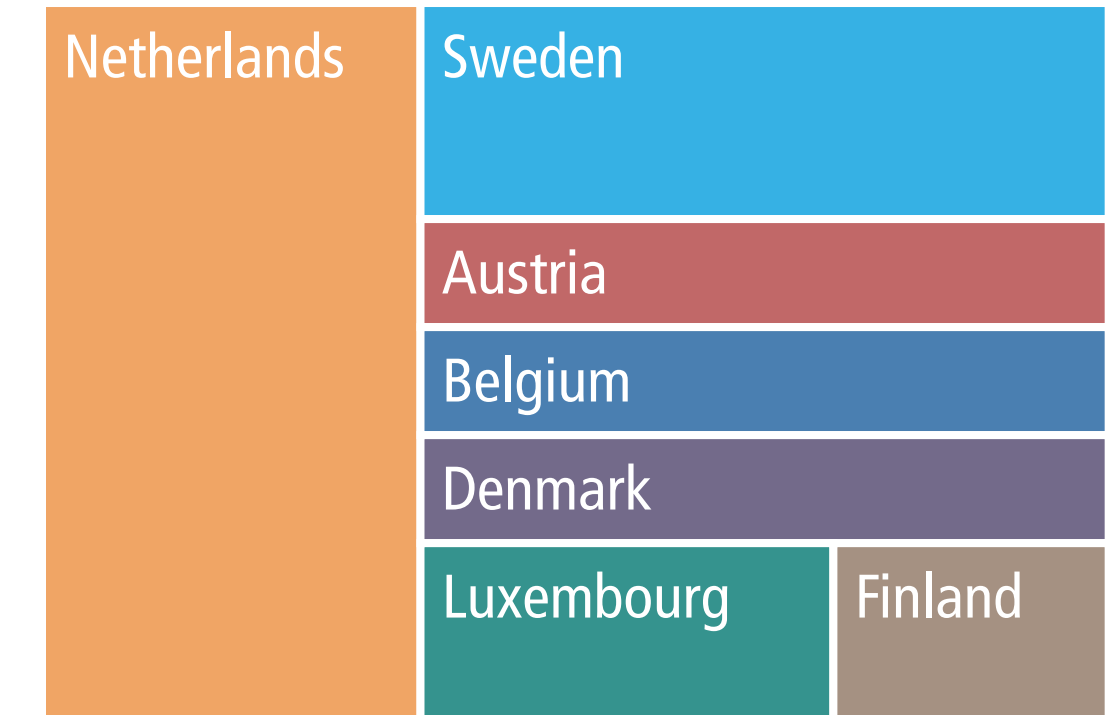 Netherlands
Sweden
Austria
Belgium
Denmark
Luxembourg
Finland